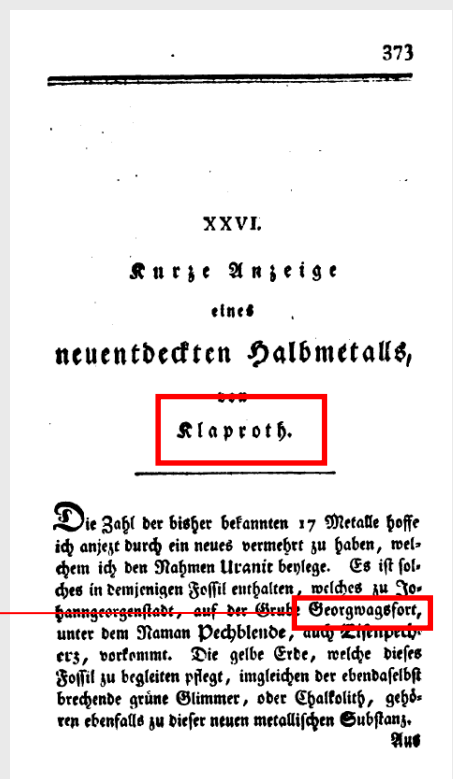 373
XXVI.
Kurze Anzeige
eines
neuentdeckten Halbmetalls,
von
Klaproth.
Die Zahl der bisher bekannten 17 Metalle hoffe
ich anjezt durch ein neues vermehrt zu haben, wel-
chem ich den Nahmen Uranit beylege. Es ist sol-
ches in demjenigen Fossil enthalten, welches zu Jo-
hanngeorgenstadt, auf der Grube Georgwagsfort,
unter dem Naman Pechblende, auch Eisenpech-
erz, vorkommt. Die gelbe Erde, welche dieses
Fossil zu begleiten pflegt, imgleichen der ebendaselbst
brechende grüne Glimmer, oder Chalkolith, gehö-
ren ebenfalls zu dieser neuen metallischen Substanz.
Aus